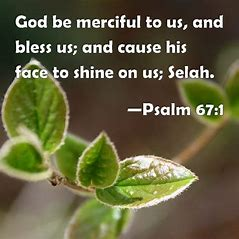 God be merciful to us, and
bless us; and cause his
face to shine on us; Selah.
—Psalm 67:1